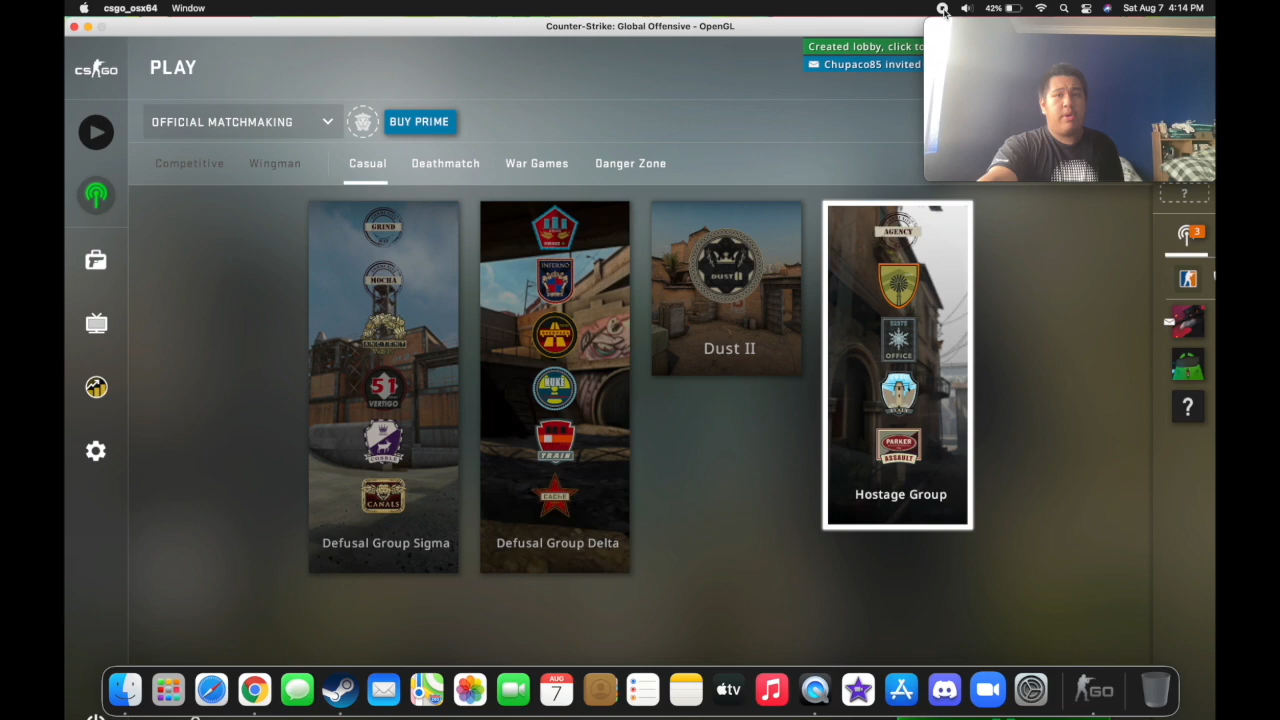 csgo_osx64 Window 42% Sat Aug 7 4:14 PM
Counter-Strike: Global Offensive - OpenGL
CS GO PLAY
Created lobby, click to
Chupaco85 invited
OFFICIAL MATCHMAKING BUY PRIME
Competitive Wingman Casual Deathmatch War Games Danger Zone
?
3
GRIND
MOCHA
51
VERTIGO
COBBLE
CANALS
Defusal Group Sigma
MIRAGE
INFERNO
NUKE
TRAIN
CACHE
Defusal Group Delta
DUST II
Dust II
AGENCY
OFFICE
PARKER
ASSAULT
Hostage Group
?
AUG
7
tv
GO